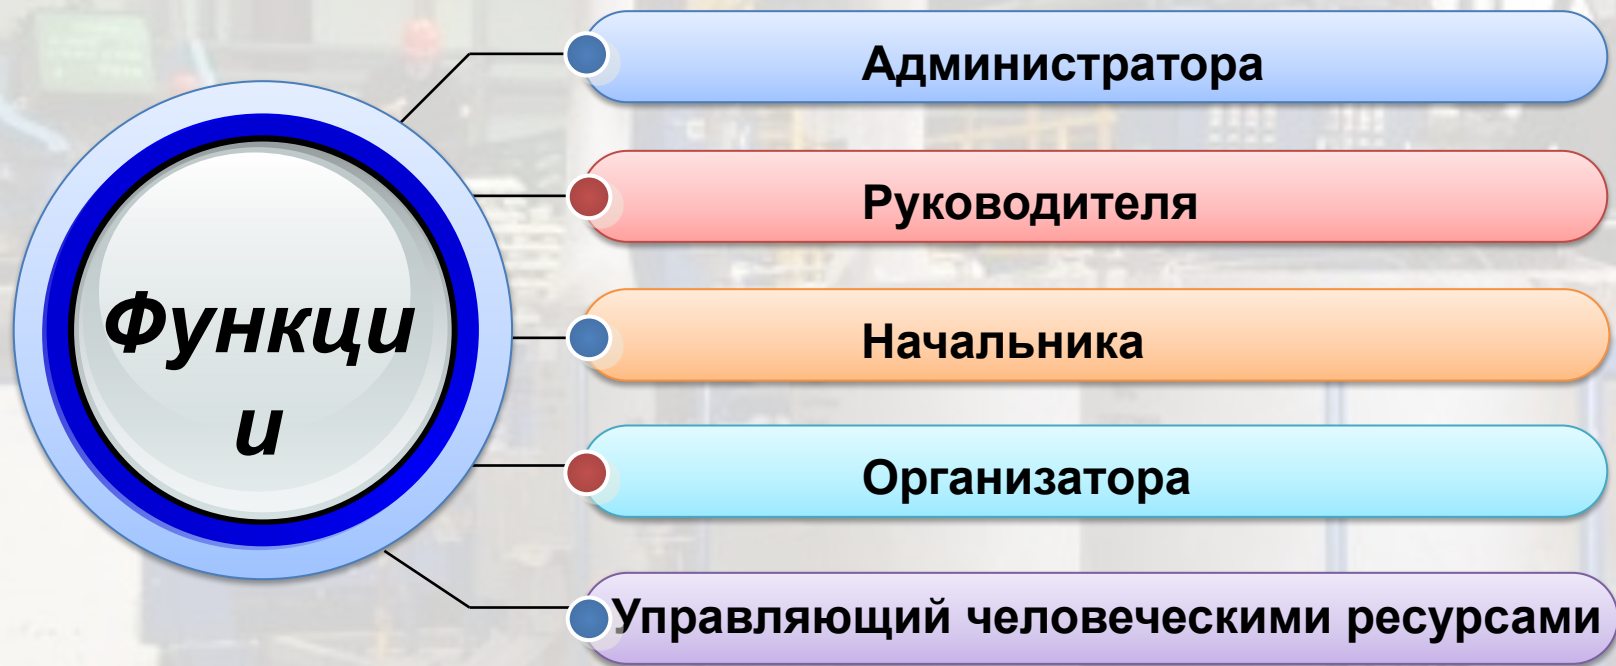 Функци
и
Администратора
Руководителя
Начальника
Организатора
Управляющий человеческими ресурсами